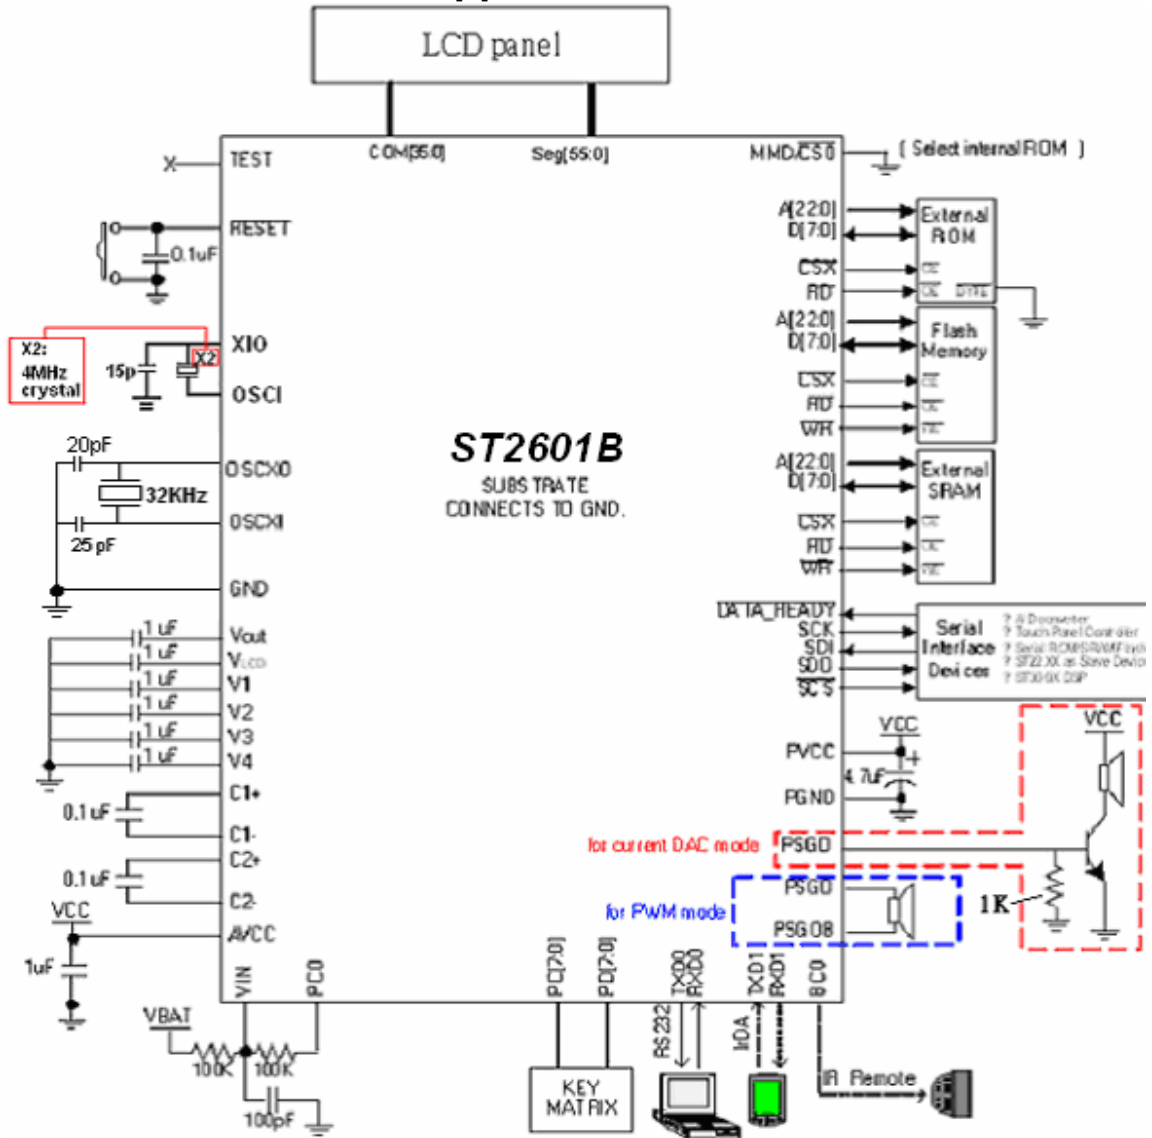 LCD panel
COM[35:0]
Seg[55:0]
TEST
X
MMD/CS0
( Select internal ROM )
RESET
0.1uF
A[22:0]
D[7:0]
CSX
RD
External
ROM
XIO
X2
X2:
4MHz
crystal
15p
OSCI
A[22:0]
D[7:0]
CSX
RD
WR
Flash
Memory
ST2601B
SUBSTRATE
CONNECTS TO GND.
20pF
OSCXO
32KHz
OSCXI
25pF
GND
A[22:0]
D[7:0]
CSX
RD
WR
External
SRAM
1 uF
Vout
1 uF
VLCD
1 uF
V1
1 uF
V2
1 uF
V3
1 uF
V4
DATA_READY
SCK
SDI
SDO
SCS
Serial
Interface
Devices
? Touch Panel Controller
0.1uF
C1+
C1-
0.1uF
C2+
C2-
VCC
PVCC
4.7uF
+
PGND
VCC
for current DAC mode
PSGO
1K
for PWM mode
PSGO
PSGOB
VCC
AVCC
1uF
VIN
PC0
PC[7:0]
PD[7:0]
TXD0
RXD0
TXD1
RXD1
BC0
VBAT
100K
100K
100pF
KEY
MATRIX
RS232
IrDA
IR Remote